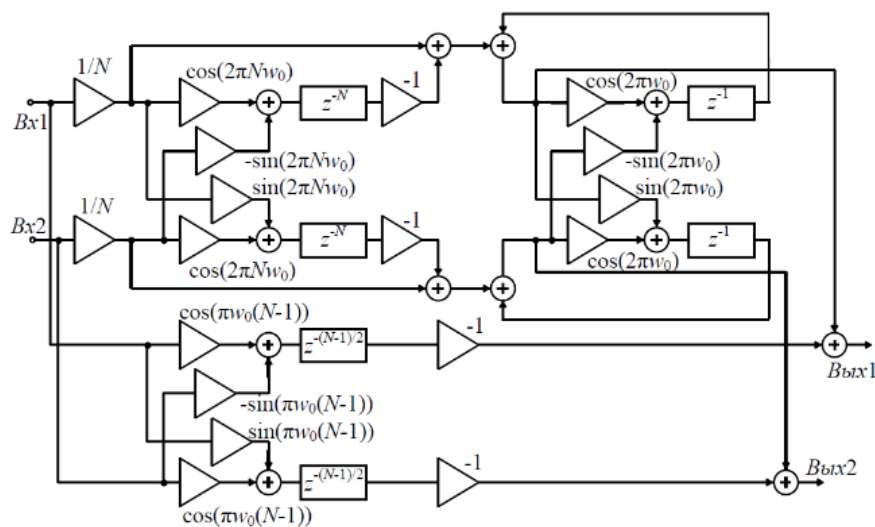 1/N
cos(2πNw₀)
z⁻ᴺ
-1
cos(2πw₀)
z⁻¹
Вх1
-sin(2πNw₀)
-sin(2πw₀)
sin(2πNw₀)
sin(2πw₀)
1/N
Вх2
z⁻ᴺ
-1
z⁻¹
cos(2πNw₀)
cos(2πw₀)
cos(πw₀(N-1))
z^-(N-1)/2
-1
Вых1
-sin(πw₀(N-1))
sin(πw₀(N-1))
z^-(N-1)/2
-1
Вых2
cos(πw₀(N-1))